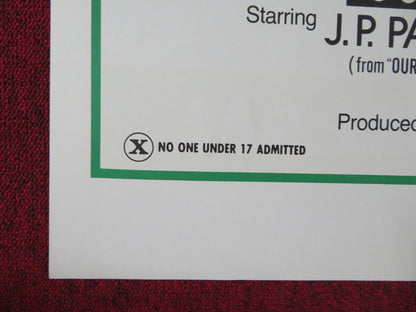 Starring
J.P. PA
(from "OUR
Produced
X NO ONE UNDER 17 ADMITTED